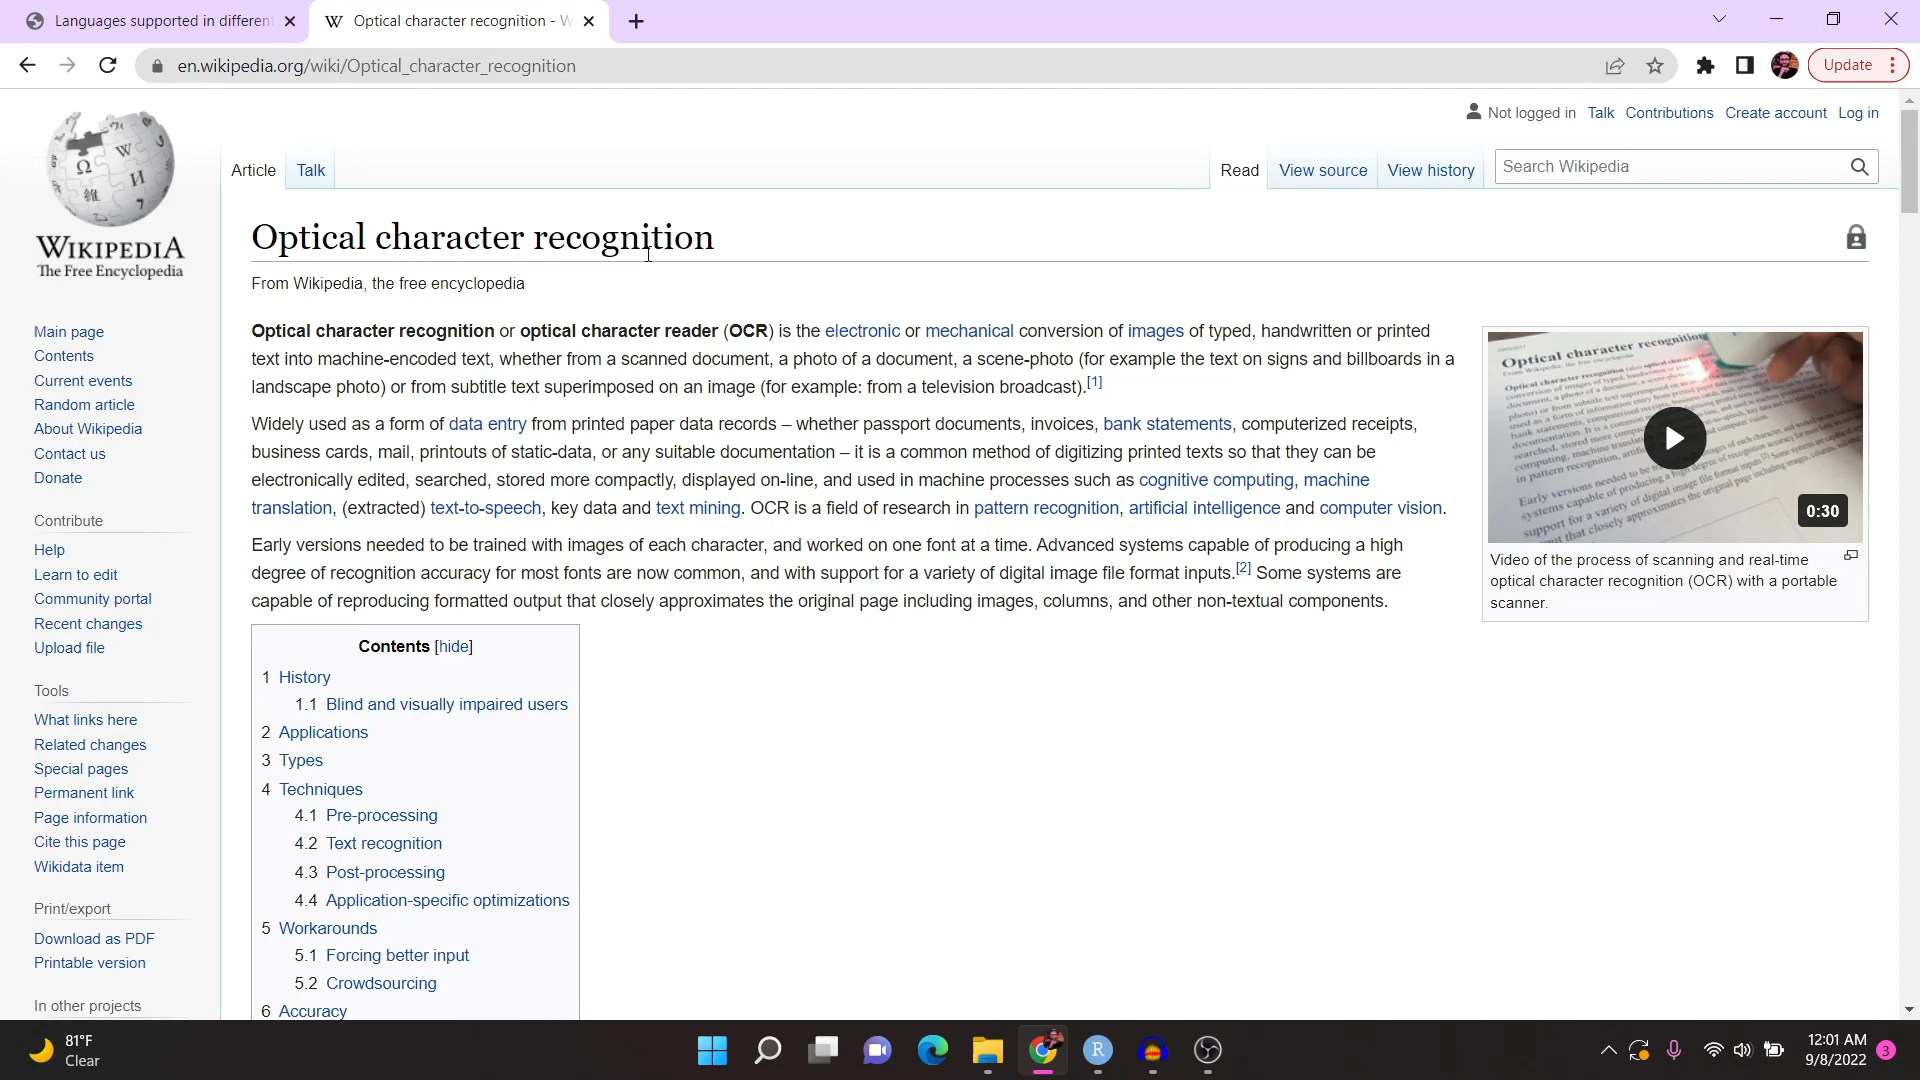 Languages supported in differen
Optical character recognition - W
en.wikipedia.org/wiki/Optical_character_recognition
Update
Not logged in Talk Contributions Create account Log in
Article Talk Read View source View history Search Wikipedia
WIKIPEDIA
The Free Encyclopedia
Main page
Contents
Current events
Random article
About Wikipedia
Contact us
Donate
Contribute
Help
Learn to edit
Community portal
Recent changes
Upload file
Tools
What links here
Related changes
Special pages
Permanent link
Page information
Cite this page
Wikidata item
Print/export
Download as PDF
Printable version
In other projects
Optical character recognition
From Wikipedia, the free encyclopedia
Optical character recognition or optical character reader (OCR) is the electronic or mechanical conversion of images of typed, handwritten or printed
text into machine-encoded text, whether from a scanned document, a photo of a document, a scene-photo (for example the text on signs and billboards in a
landscape photo) or from subtitle text superimposed on an image (for example: from a television broadcast).[1]
Widely used as a form of data entry from printed paper data records – whether passport documents, invoices, bank statements, computerized receipts,
business cards, mail, printouts of static-data, or any suitable documentation – it is a common method of digitizing printed texts so that they can be
electronically edited, searched, stored more compactly, displayed on-line, and used in machine processes such as cognitive computing, machine
translation, (extracted) text-to-speech, key data and text mining. OCR is a field of research in pattern recognition, artificial intelligence and computer vision.
Early versions needed to be trained with images of each character, and worked on one font at a time. Advanced systems capable of producing a high
degree of recognition accuracy for most fonts are now common, and with support for a variety of digital image file format inputs.[2] Some systems are
capable of reproducing formatted output that closely approximates the original page including images, columns, and other non-textual components.
Optical character recognition
0:30
Video of the process of scanning and real-time
optical character recognition (OCR) with a portable
scanner.
Contents [hide]
1 History
1.1 Blind and visually impaired users
2 Applications
3 Types
4 Techniques
4.1 Pre-processing
4.2 Text recognition
4.3 Post-processing
4.4 Application-specific optimizations
5 Workarounds
5.1 Forcing better input
5.2 Crowdsourcing
6 Accuracy
81°F
Clear
R
12:01 AM
9/8/2022
3